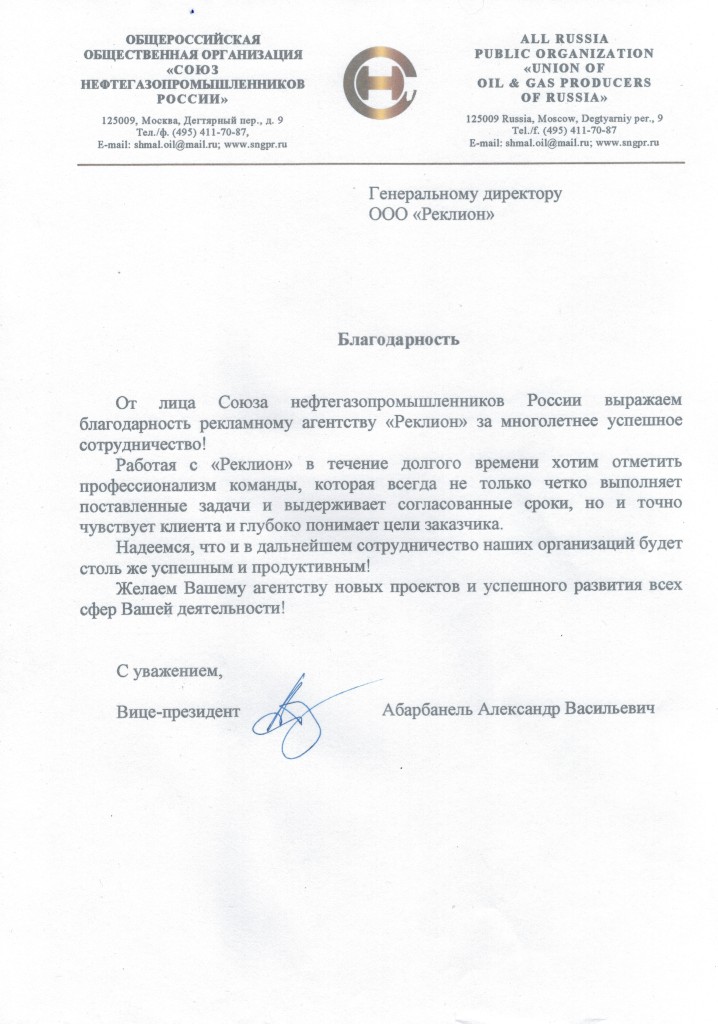 ОБЩЕРОССИЙСКАЯ
ОБЩЕСТВЕННАЯ ОРГАНИЗАЦИЯ
«СОЮЗ
НЕФТЕГАЗОПРОМЫШЛЕННИКОВ
РОССИИ»
125009, Москва, Дегтярный пер., д. 9
Тел./ф. (495) 411-70-87,
E-mail: shmal.oil@mail.ru; www.sngpr.ru
ALL RUSSIA
PUBLIC ORGANIZATION
«UNION OF
OIL & GAS PRODUCERS
OF RUSSIA»
125009 Russia, Moscow, Degtyarniy per., 9
Tel./f. (495) 411-70-87
E-mail: shmal.oil@mail.ru; www.sngpr.ru
Генеральному директору
ООО «Реклион»
Благодарность
От лица Союза нефтегазопромышленников России выражаем
благодарность рекламному агентству «Реклион» за многолетнее успешное
сотрудничество!
Работая с «Реклион» в течение долгого времени хотим отметить
профессионализм команды, которая всегда не только четко выполняет
поставленные задачи и выдерживает согласованные сроки, но и точно
чувствует клиента и глубоко понимает цели заказчика.
Надеемся, что и в дальнейшем сотрудничество наших организаций будет
столь же успешным и продуктивным!
Желаем Вашему агентству новых проектов и успешного развития всех
сфер Вашей деятельности!
С уважением,
Вице-президент Абарбанель Александр Васильевич